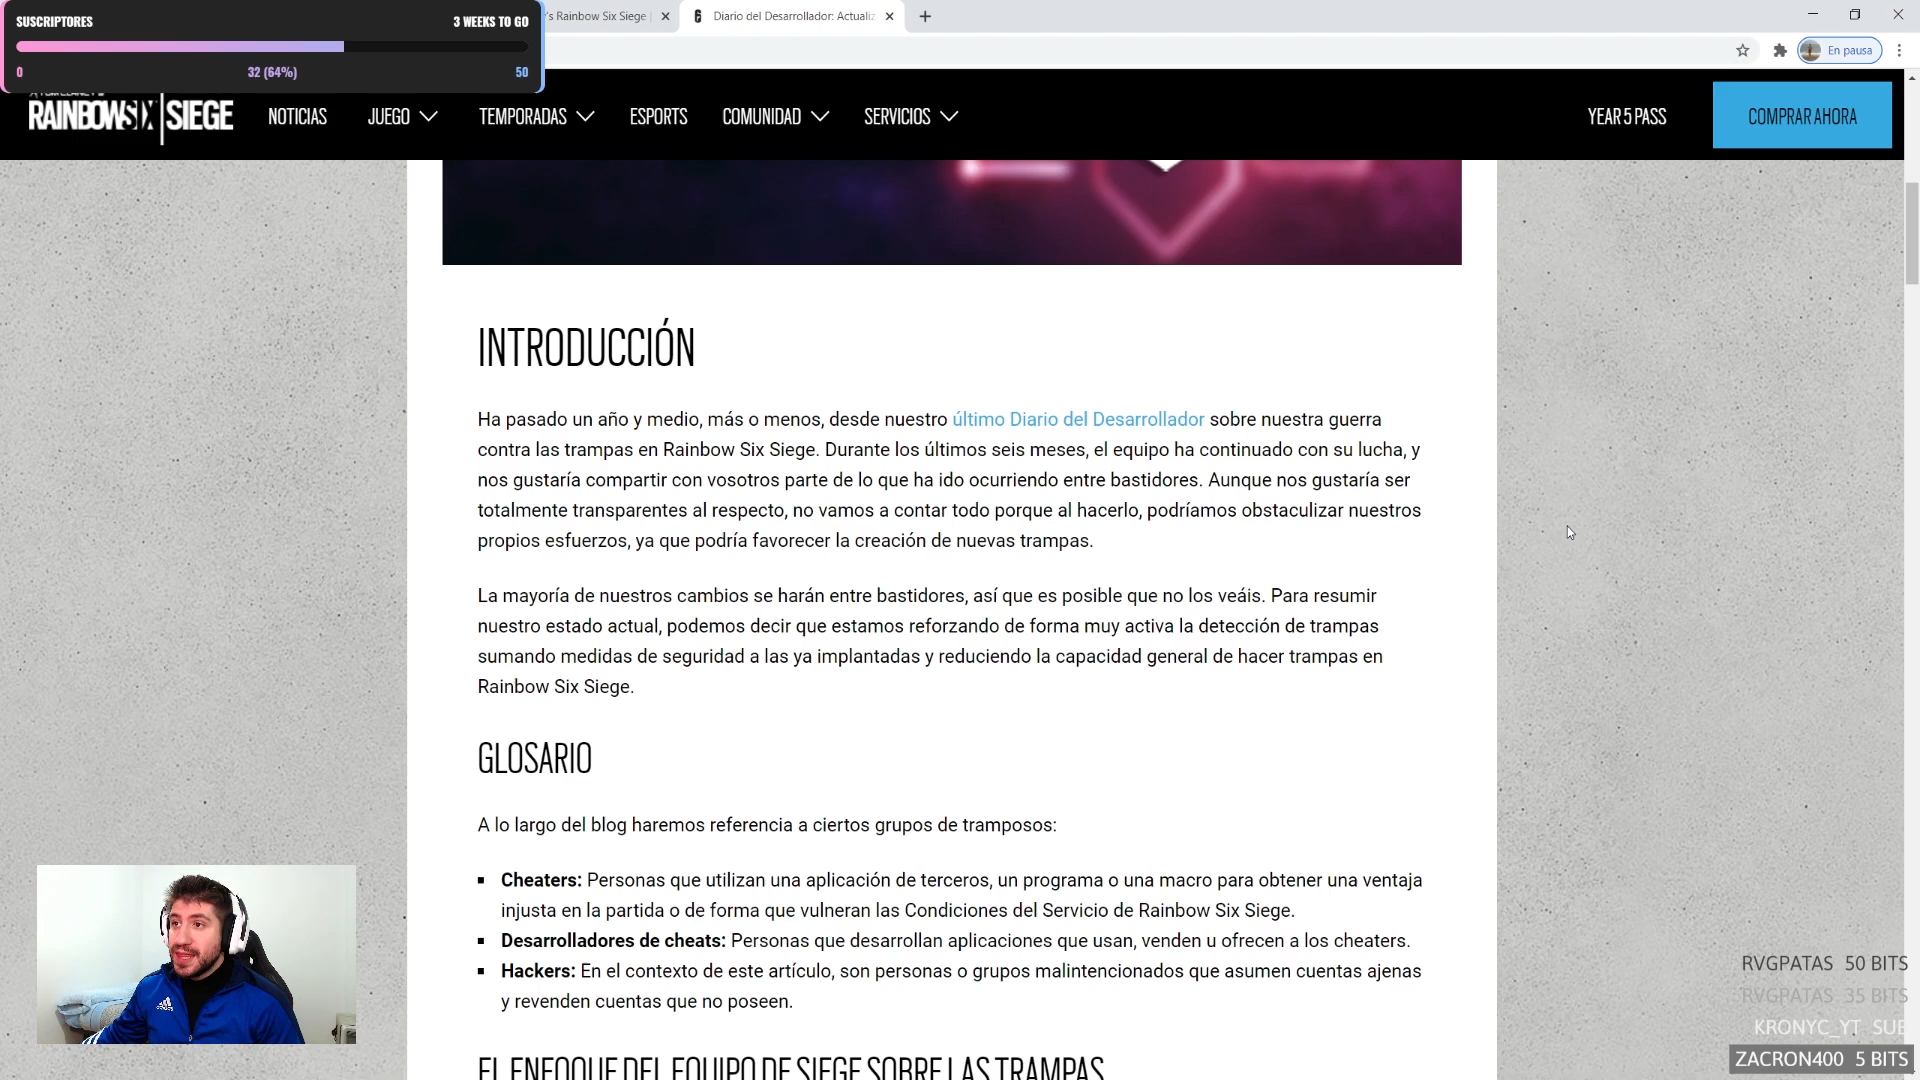 SUSCRIPTORES 3 WEEKS TO GO
0 32 (64%) 50
's Rainbow Six Siege
Diario del Desarrollador: Actualiz
En pausa
RAINBOWSIX|SIEGE
NOTICIAS JUEGO TEMPORADAS ESPORTS COMUNIDAD SERVICIOS YEAR 5 PASS COMPRAR AHORA
INTRODUCCIÓN
Ha pasado un año y medio, más o menos, desde nuestro último Diario del Desarrollador sobre nuestra guerra
contra las trampas en Rainbow Six Siege. Durante los últimos seis meses, el equipo ha continuado con su lucha, y
nos gustaría compartir con vosotros parte de lo que ha ido ocurriendo entre bastidores. Aunque nos gustaría ser
totalmente transparentes al respecto, no vamos a contar todo porque al hacerlo, podríamos obstaculizar nuestros
propios esfuerzos, ya que podría favorecer la creación de nuevas trampas.
La mayoría de nuestros cambios se harán entre bastidores, así que es posible que no los veáis. Para resumir
nuestro estado actual, podemos decir que estamos reforzando de forma muy activa la detección de trampas
sumando medidas de seguridad a las ya implantadas y reduciendo la capacidad general de hacer trampas en
Rainbow Six Siege.
GLOSARIO
A lo largo del blog haremos referencia a ciertos grupos de tramposos:
▪ Cheaters: Personas que utilizan una aplicación de terceros, un programa o una macro para obtener una ventaja
injusta en la partida o de forma que vulneran las Condiciones del Servicio de Rainbow Six Siege.
▪ Desarrolladores de cheats: Personas que desarrollan aplicaciones que usan, venden u ofrecen a los cheaters.
▪ Hackers: En el contexto de este artículo, son personas o grupos malintencionados que asumen cuentas ajenas
y revenden cuentas que no poseen.
EL ENFOQUE DEL EQUIPO DE SIEGE SOBRE LAS TRAMPAS
RVGPATAS 50 BITS
RVGPATAS 35 BITS
KRONYC_YT SUB
ZACRON400 5 BITS
adidas